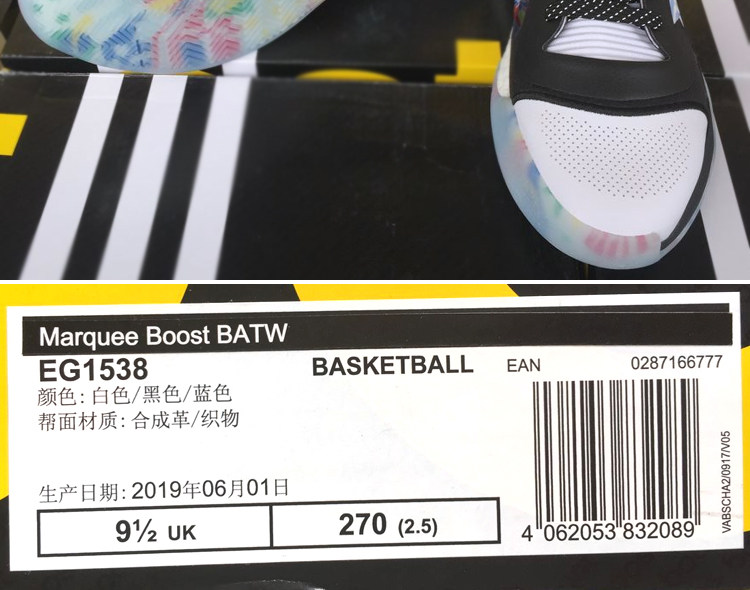 Marquee Boost BATW
EG1538
BASKETBALL
EAN
0287166777
颜色: 白色/黑色/蓝色
帮面材质: 合成革/织物
生产日期: 2019年06月01日
9½ UK
270 (2.5)
4 062053 832089
VABSCHA2/0917/V05